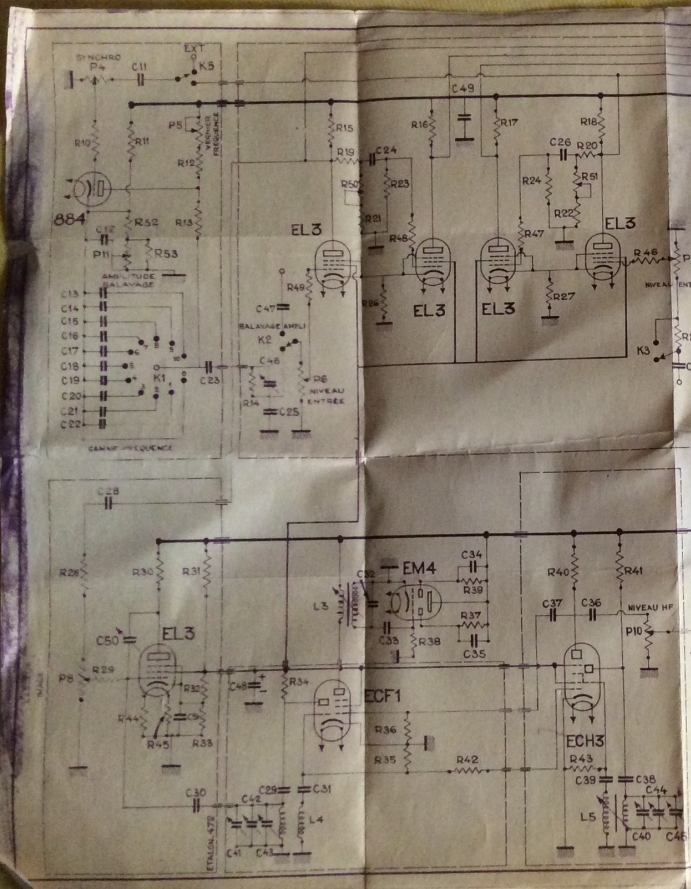 SYNCHRO
P4
C11
EXT.
K5
C49
P5
VERNIER
FREQUENCE
R10
R11
R12
R15
R16
R17
R18
R19
C24
C26
R20
R50
R23
R24
R51
884
R52
R13
R21
R22
C12
P11
R53
EL3
R48
R47
EL3
R46
AMPLITUDE
BALAYAGE
R49
EL3
EL3
NIVEAU
C13
C14
C15
C16
C17
C18
C19
C20
C21
C22
C47
R26
R27
BALAYAGE AMPLI
K2
K3
K1
C23
C46
R14
P6
NIVEAU
ENTRÉE
C25
GAMME FREQUENCE
C28
C34
R28
R30
R31
EM4
R39
R40
R41
C32
L3
R37
C37
C36
NIVEAU HF
P10
C50
EL3
C33
R38
C35
P8
R29
R32
C48
R34
ECF1
R44
R45
R33
R36
R35
ECH3
R42
R43
C30
C29
C31
C39
C38
C42
L4
L5
C44
C41
C43
C40
ETALON 472